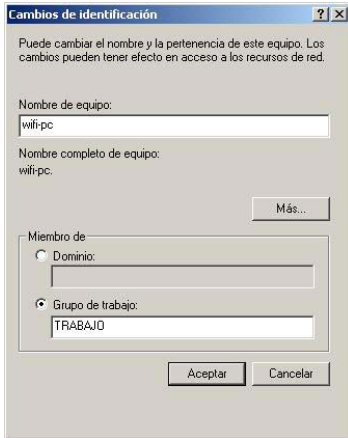 Cambios de identificación
Puede cambiar el nombre y la pertenencia de este equipo. Los
cambios pueden tener efecto en acceso a los recursos de red.
Nombre de equipo:
wifi-pc
Nombre completo de equipo:
wifi-pc.
Más...
Miembro de
Dominio:
Grupo de trabajo:
TRABAJO
Aceptar Cancelar